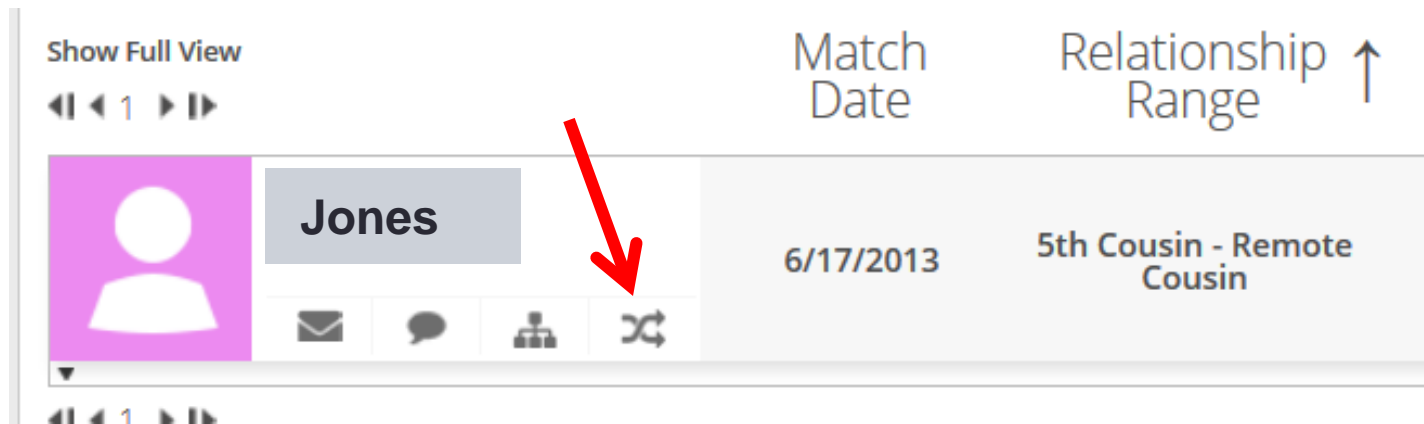 Show Full View
Match
Date
Relationship
Range
1
Jones
6/17/2013
5th Cousin - Remote
Cousin
1